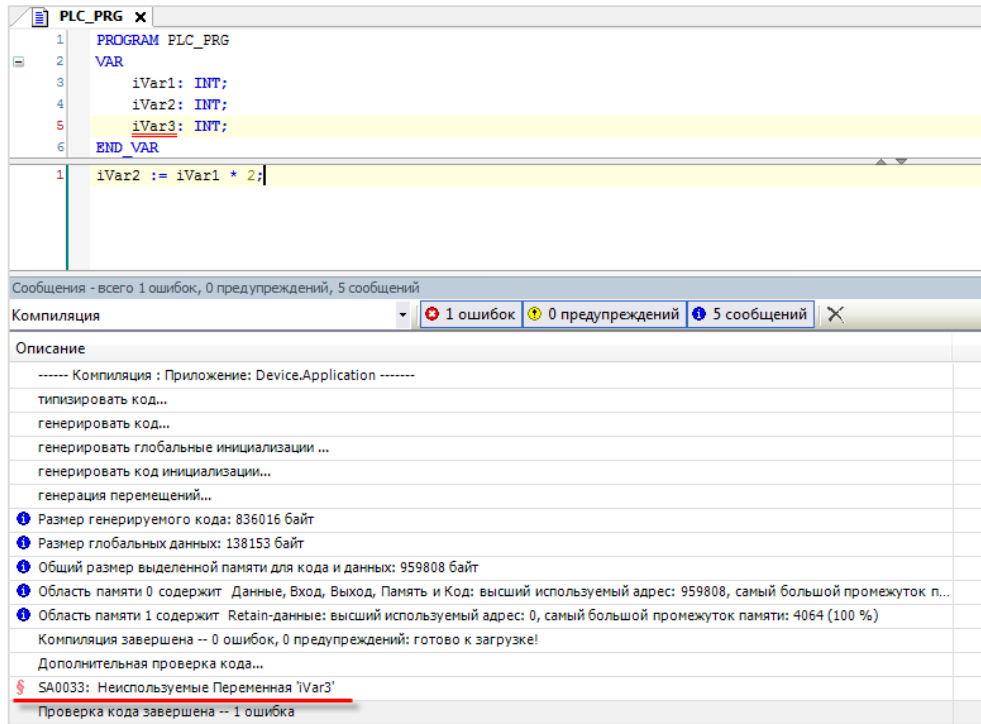 PLC_PRG X
1 PROGRAM PLC_PRG
2 VAR
3 iVar1: INT;
4 iVar2: INT;
5 iVar3: INT;
6 END_VAR
1 iVar2 := iVar1 * 2;
Сообщения - всего 1 ошибок, 0 предупреждений, 5 сообщений
Компиляция 1 ошибок 0 предупреждений 5 сообщений
Описание
------ Компиляция : Приложение: Device.Application -------
типизировать код...
генерировать код...
генерировать глобальные инициализации ...
генерировать код инициализации...
генерация перемещений...
Размер генерируемого кода: 836016 байт
Размер глобальных данных: 138153 байт
Общий размер выделенной памяти для кода и данных: 959808 байт
Область памяти 0 содержит Данные, Вход, Выход, Память и Код: высший используемый адрес: 959808, самый большой промежуток п...
Область памяти 1 содержит Retain-данные: высший используемый адрес: 0, самый большой промежуток памяти: 4064 (100 %)
Компиляция завершена -- 0 ошибок, 0 предупреждений: готово к загрузке!
Дополнительная проверка кода...
§ SA0033: Неиспользуемые Переменная 'iVar3'
Проверка кода завершена -- 1 ошибка